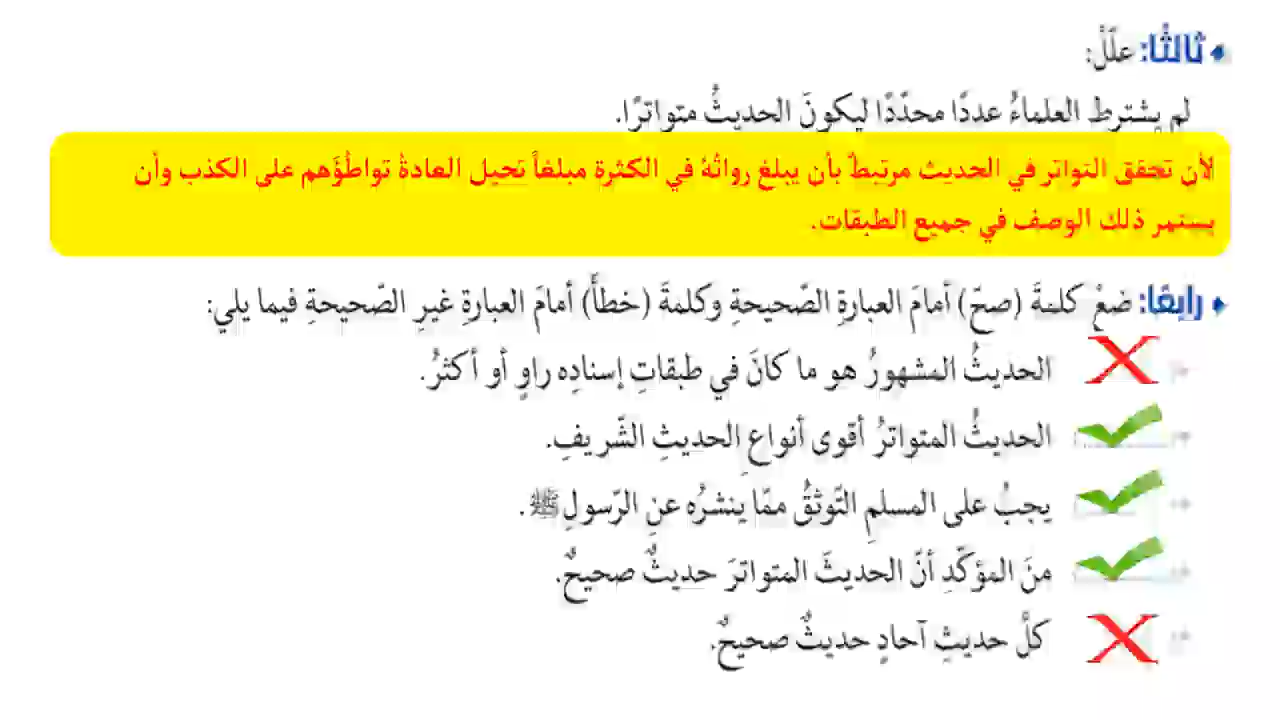 ثالثًا: علّلْ:
لم يشترطِ العلماءُ عددًا محدّدًا ليكونَ الحديثُ متواترًا.
لأن تحقق التواتر في الحديث مرتبطٌ بأن يبلغ رواتُهُ في الكثرة مبلغاً تحيل العادةُ تواطُؤَهم على الكذب وأن
يستمر ذلك الوصف في جميع الطبقات.
رابعًا: ضعْ كلمةَ (صحّ) أمامَ العبارةِ الصّحيحةِ وكلمةَ (خطأ) أمامَ العبارةِ غيرِ الصّحيحةِ فيما يلي:
الحديثُ المشهورُ هو ما كانَ في طبقاتِ إسنادِه راوٍ أو أكثرُ.
الحديثُ المتواترُ أقوى أنواعِ الحديثِ الشّريفِ.
يجبُ على المسلمِ التّوثّقُ ممّا ينشرُه عنِ الرّسولِ ﷺ.
منَ المؤكّدِ أنّ الحديثَ المتواترَ حديثٌ صحيحٌ.
كلُّ حديثِ آحادٍ حديثٌ صحيحٌ.